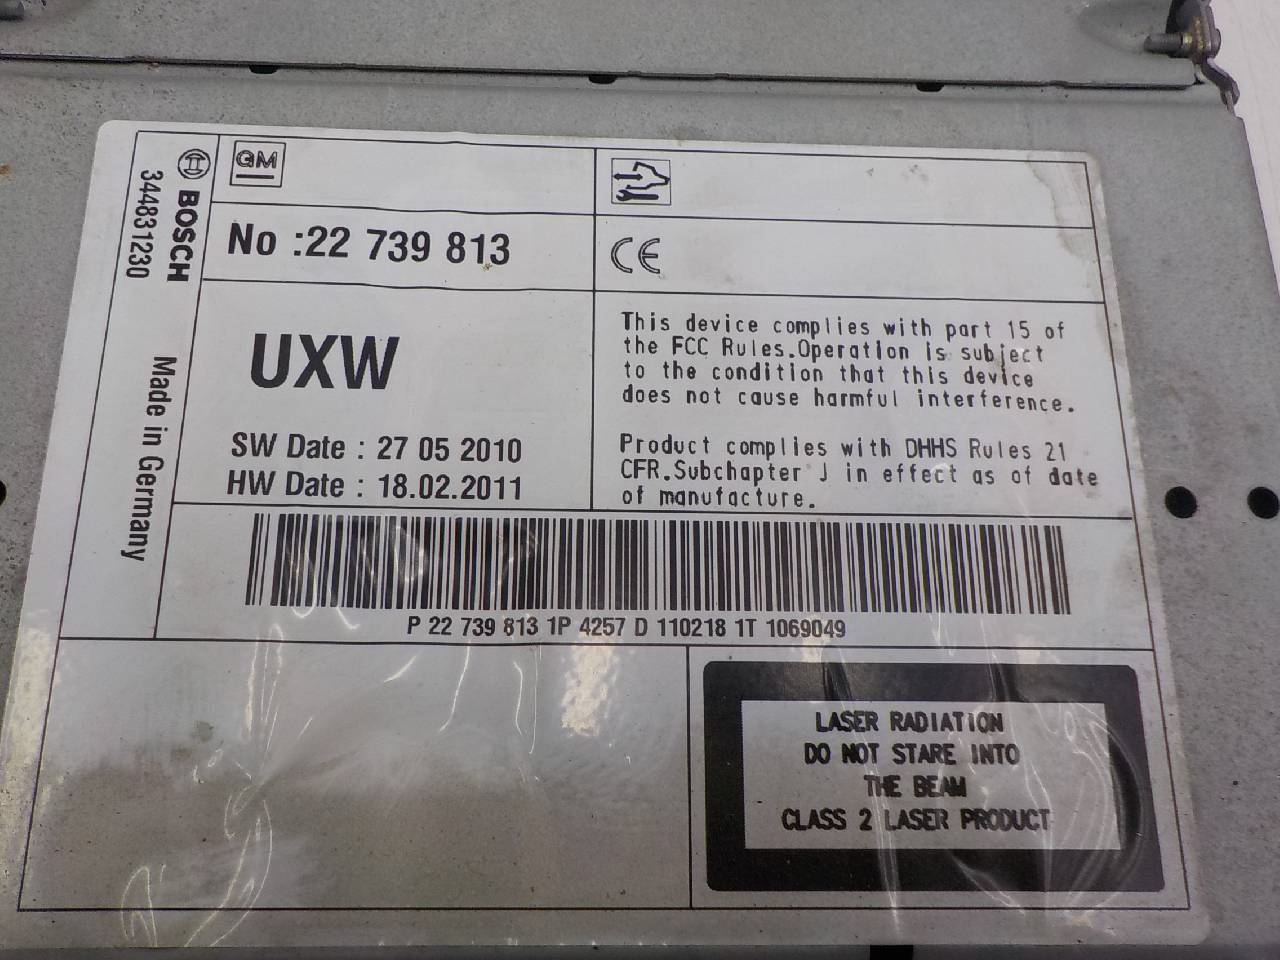 BOSCH
344831230
Made in Germany
GM
No :22 739 813
CE
UXW
SW Date : 27 05 2010
HW Date : 18.02.2011
This device complies with part 15 of
the FCC Rules.Operation is subject
to the condition that this device
does not cause harmful interference.
Product complies with DHHS Rules 21
CFR.Subchapter J in effect as of date
of manufacture.
P 22 739 813 1P 4257 D 110218 1T 1069049
LASER RADIATION
DO NOT STARE INTO
THE BEAM
CLASS 2 LASER PRODUCT